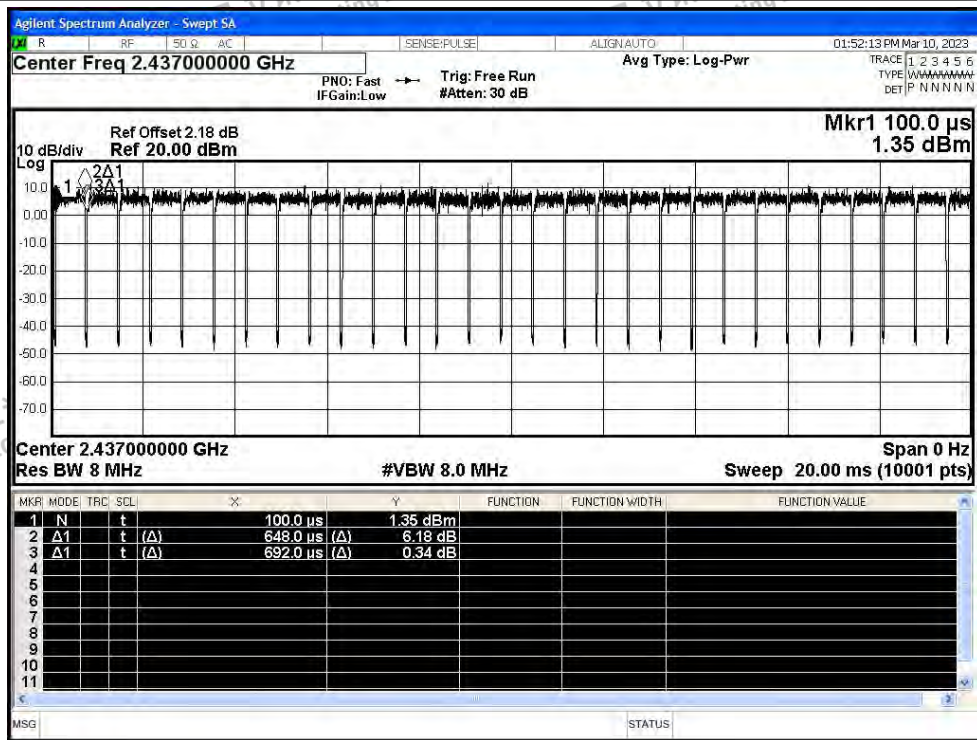 Agilent Spectrum Analyzer - Swept SA
R RF 50 Ω AC SENSE:PULSE ALIGN AUTO 01:52:13 PM Mar 10, 2023
Center Freq 2.437000000 GHz
PNO: Fast
IFGain:Low
Trig: Free Run
#Atten: 30 dB
Avg Type: Log-Pwr
TRACE 1 2 3 4 5 6
TYPE
DET P N N N N N
Mkr1 100.0 µs
1.35 dBm
Ref Offset 2.18 dB
10 dB/div Ref 20.00 dBm
Log
2Δ1
1 3Δ1
10.0
0.00
-10.0
-20.0
-30.0
-40.0
-50.0
-60.0
-70.0
Center 2.437000000 GHz Span 0 Hz
Res BW 8 MHz #VBW 8.0 MHz Sweep 20.00 ms (10001 pts)
MKR MODE TRC SCL X Y FUNCTION FUNCTION WIDTH FUNCTION VALUE
1 N t 100.0 µs 1.35 dBm
2 Δ1 t (Δ) 648.0 µs (Δ) 6.18 dB
3 Δ1 t (Δ) 692.0 µs (Δ) 0.34 dB
4
5
6
7
8
9
10
11
MSG STATUS